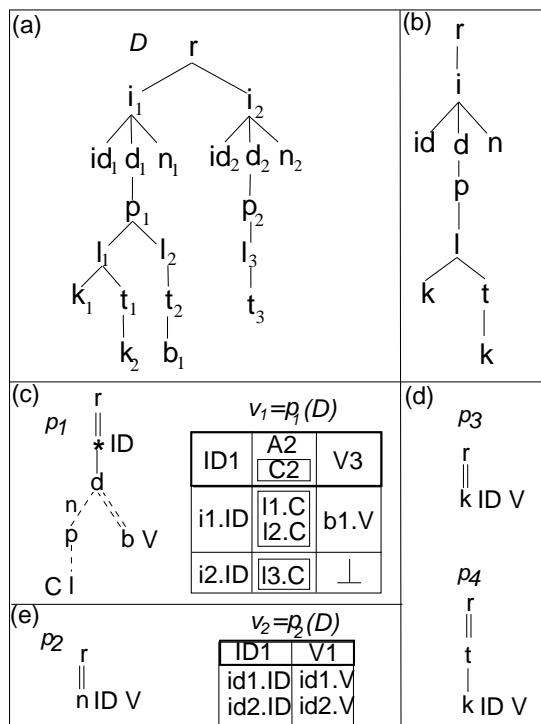 (a) D r (b) r
i1 i2 i
id1 d1 n1 id2 d2 n2 id d n
p1 p2 p
l1 l2 l3 l
k1 t1 t2 t3 k t
k2 b1 k
(c) p1 r v1=p1(D) (d) p3
* ID
ID1 A2 C2 V3
d
n
p b V
C l
i1.ID l1.C l2.C b1.V
i2.ID l3.C ⊥
r
k ID V
p4
r
t
k ID V
(e) p2 r v2=p2(D)
n ID V
ID1 V1
id1.ID id1.V
id2.ID id2.V